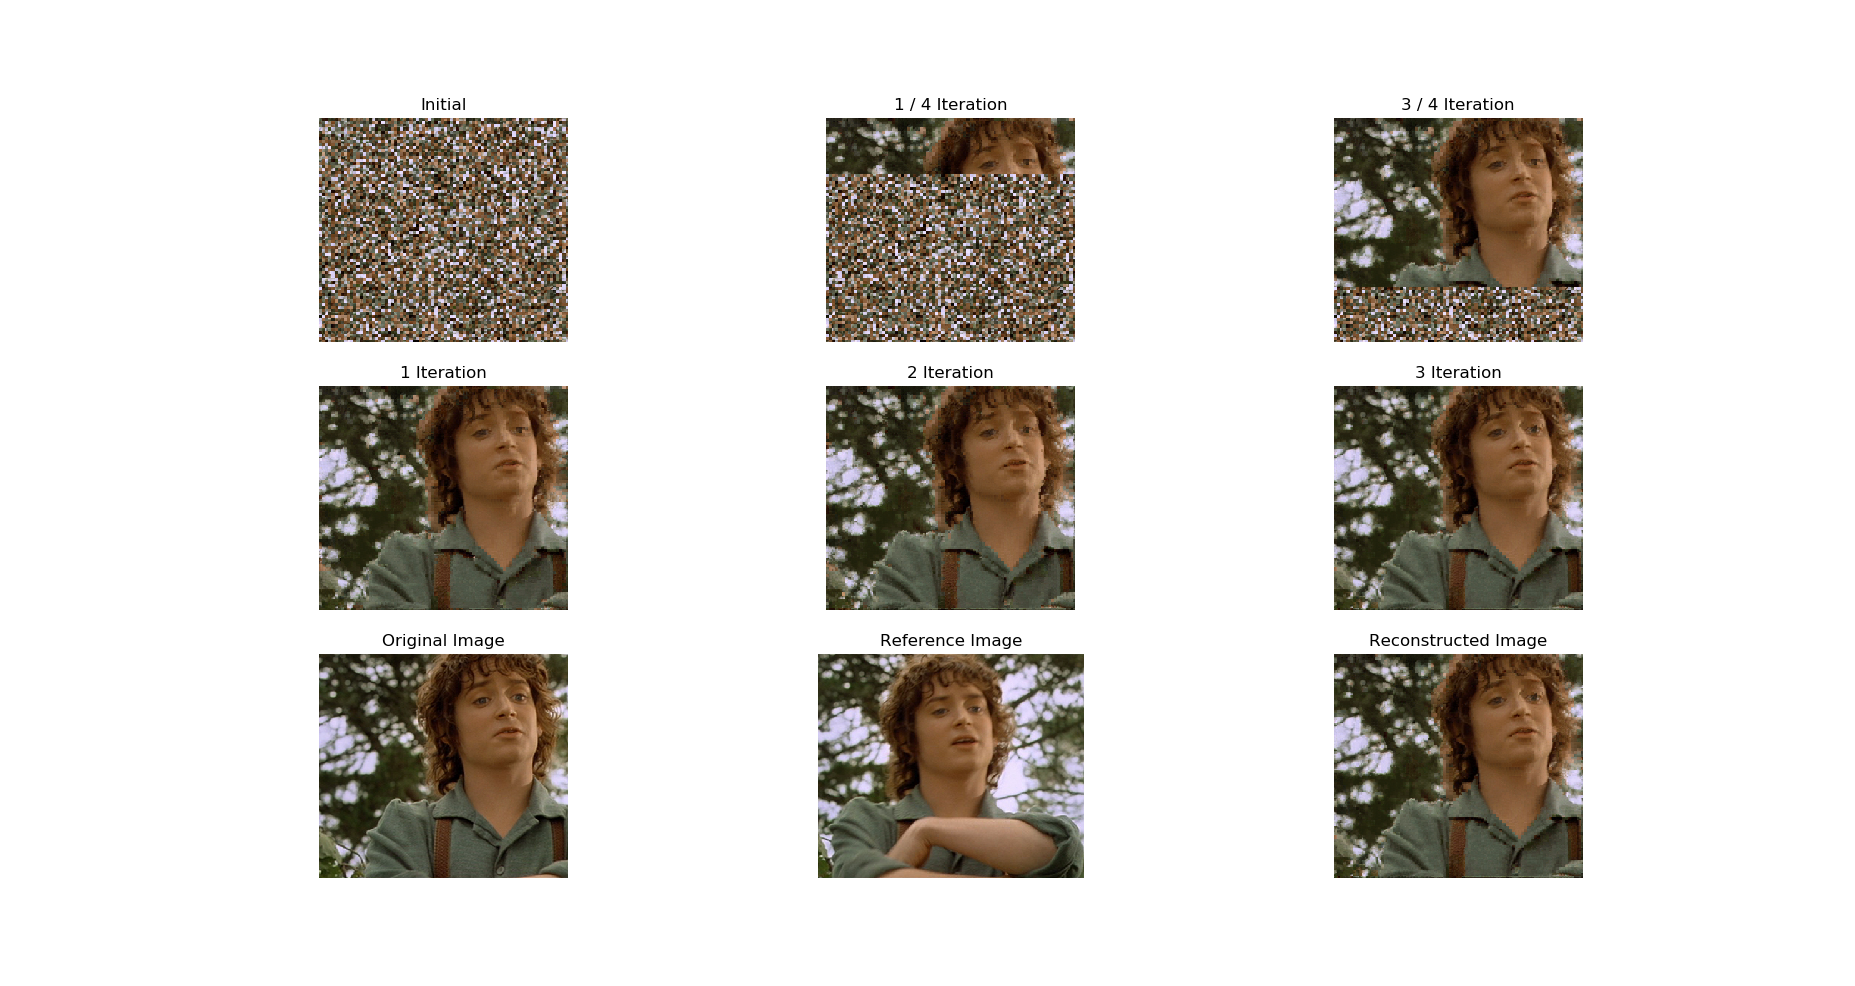 Initial
1 / 4 Iteration
3 / 4 Iteration
1 Iteration
2 Iteration
3 Iteration
Original Image
Reference Image
Reconstructed Image